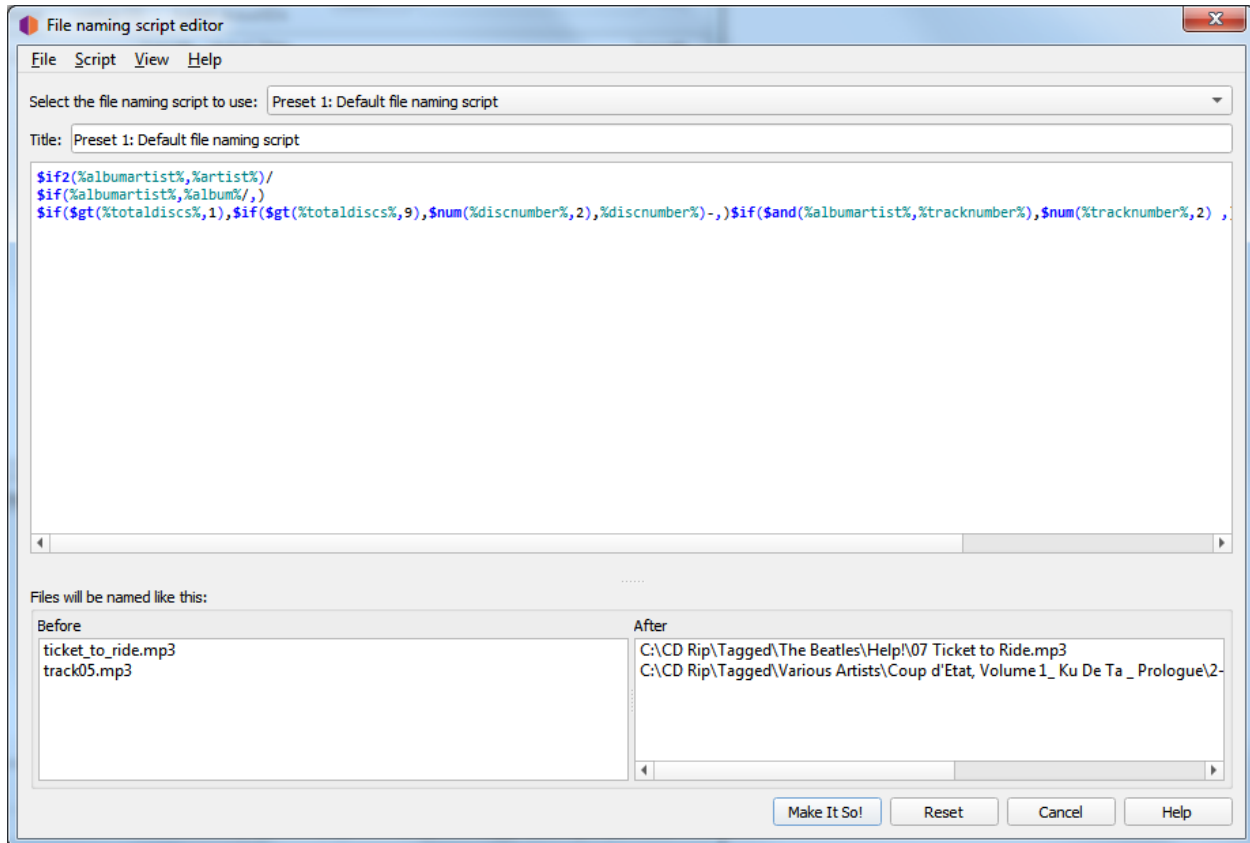 File naming script editor
File Script View Help
Select the file naming script to use: Preset 1: Default file naming script
Title: Preset 1: Default file naming script
$if2(%albumartist%,%artist%)/
$if(%albumartist%,%album%/,)
$if($gt(%totaldiscs%,1),$if($gt(%totaldiscs%,9),$num(%discnumber%,2),%discnumber%)-,)$if($and(%albumartist%,%tracknumber%),$num(%tracknumber%,2) ,)
Files will be named like this:
Before After
ticket_to_ride.mp3 C:\CD Rip\Tagged\The Beatles\Help!\07 Ticket to Ride.mp3
track05.mp3 C:\CD Rip\Tagged\Various Artists\Coup d'Etat, Volume 1_ Ku De Ta _ Prologue\2-
Make It So! Reset Cancel Help